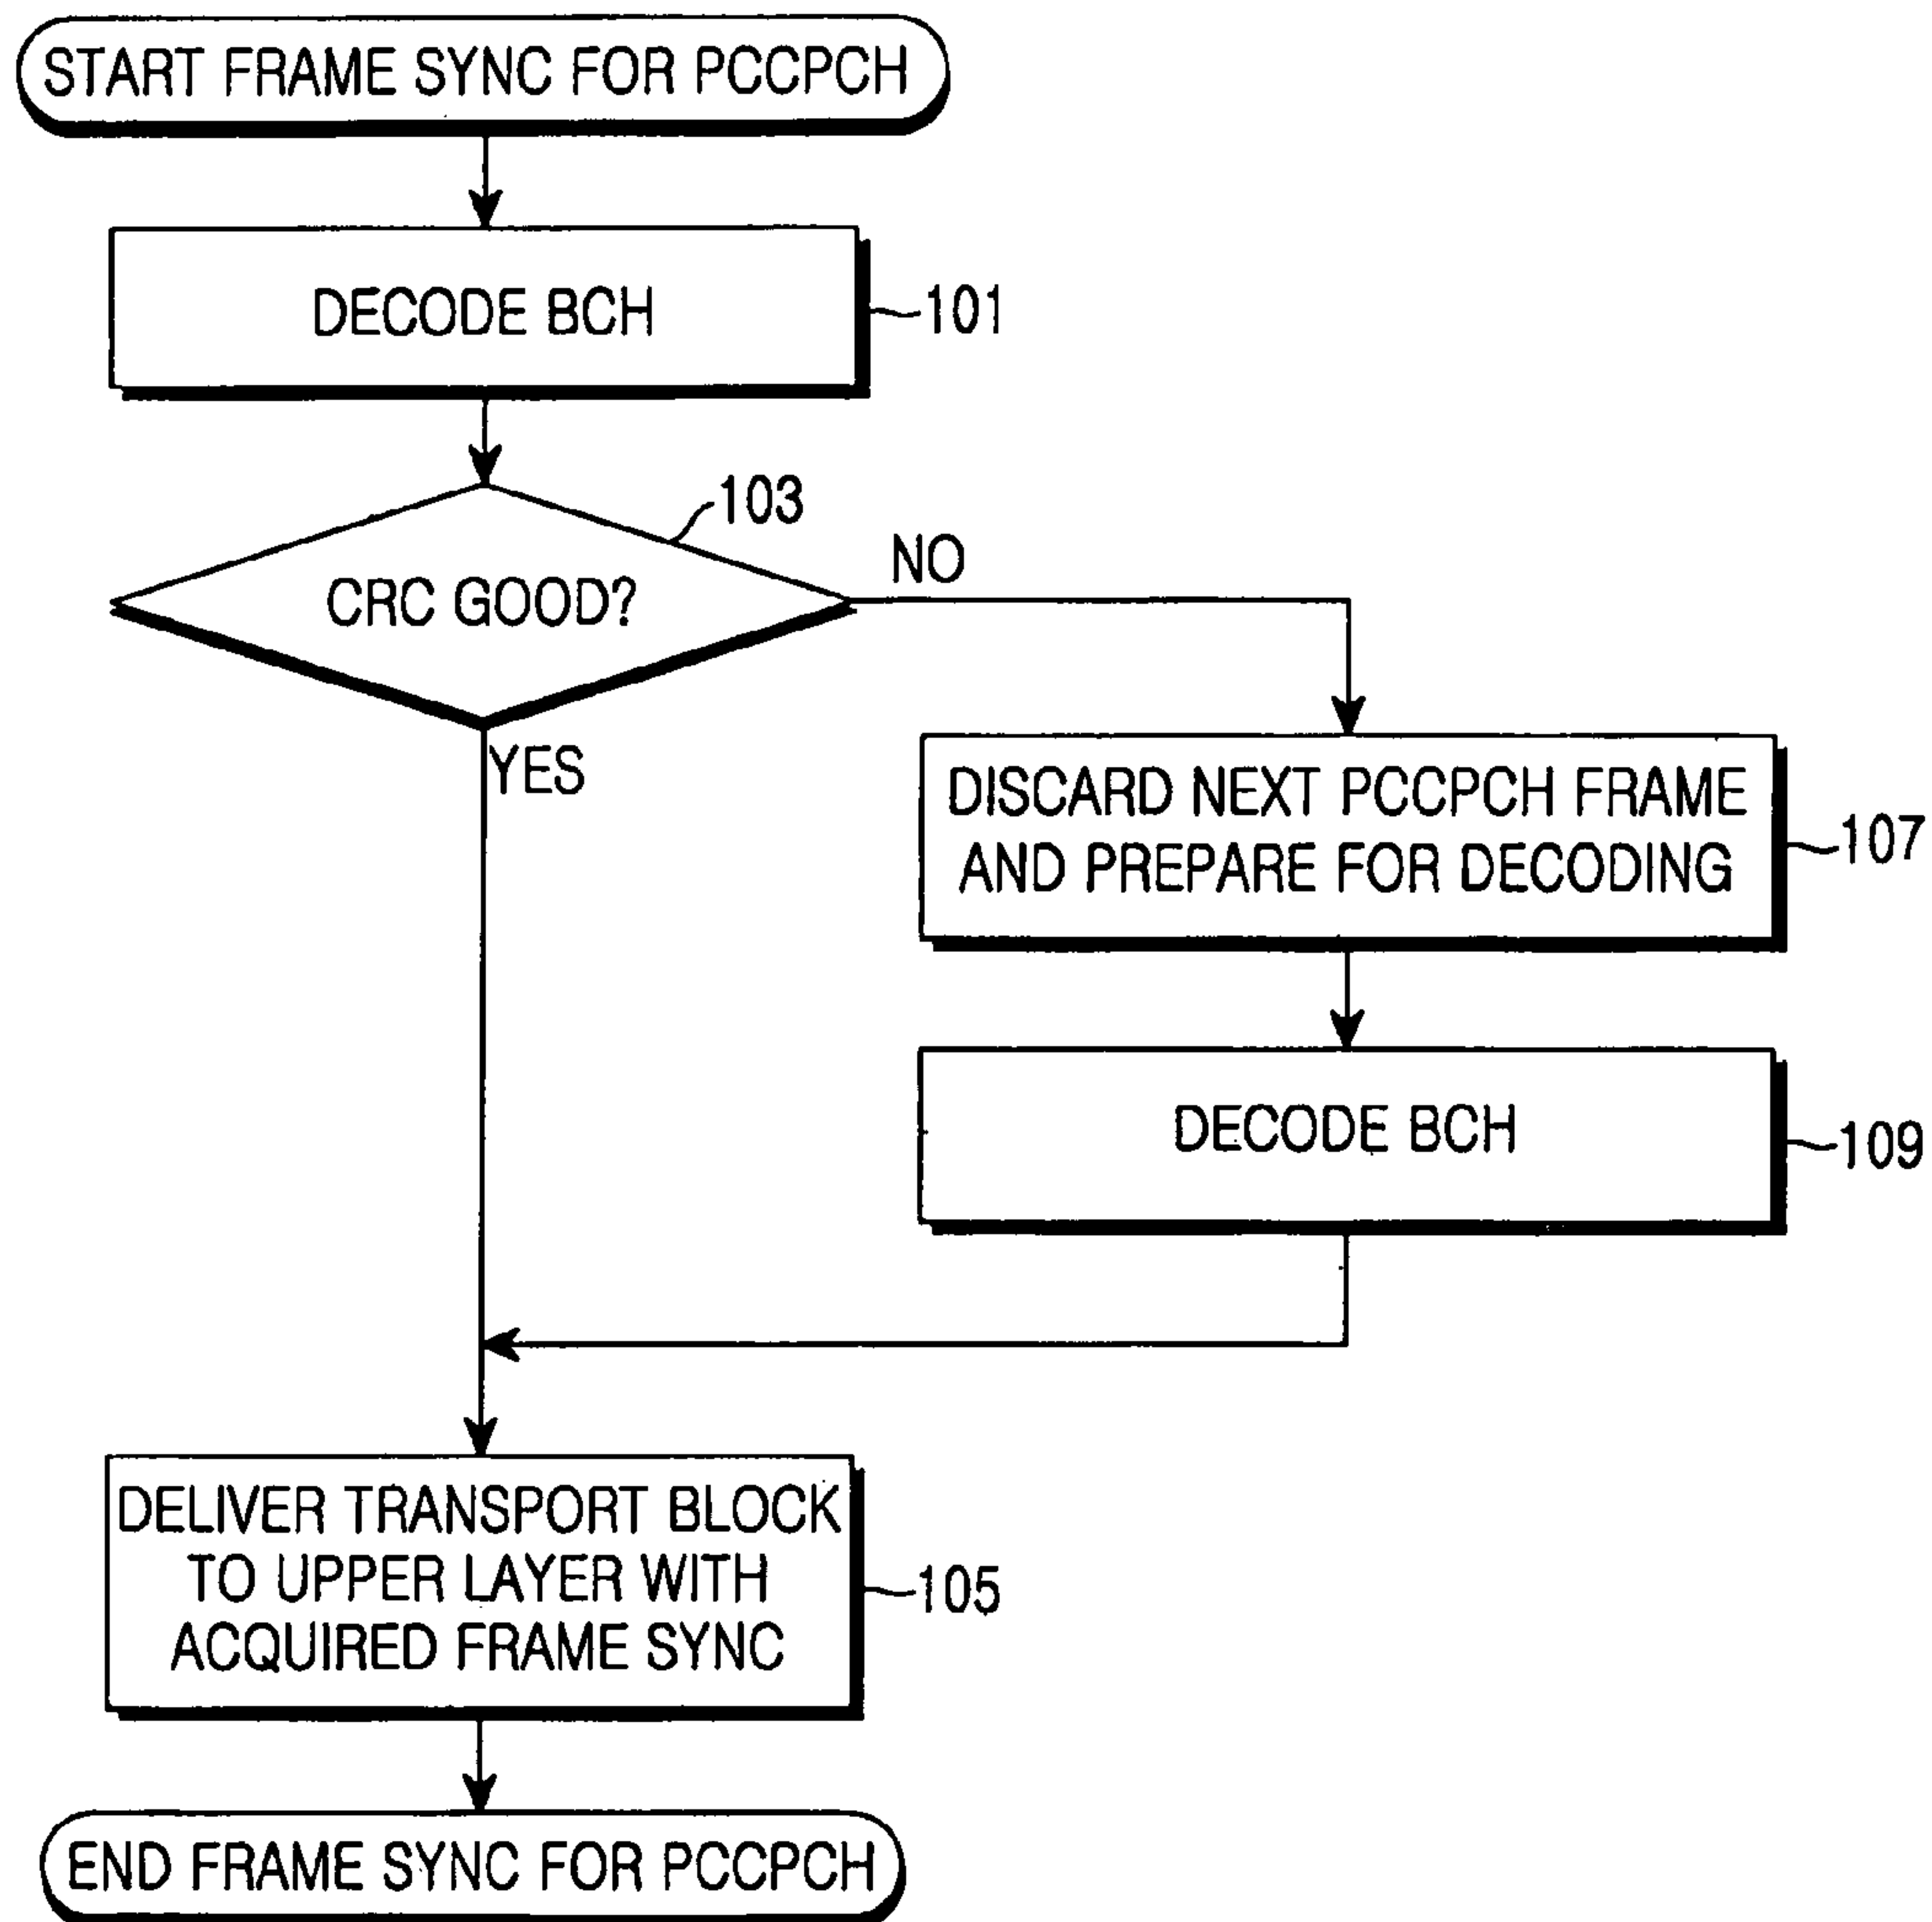 START FRAME SYNC FOR PCCPCH
DECODE BCH
101
103
CRC GOOD?
NO
YES
DISCARD NEXT PCCPCH FRAME
AND PREPARE FOR DECODING
107
DECODE BCH
109
DELIVER TRANSPORT BLOCK
TO UPPER LAYER WITH
ACQUIRED FRAME SYNC
105
END FRAME SYNC FOR PCCPCH